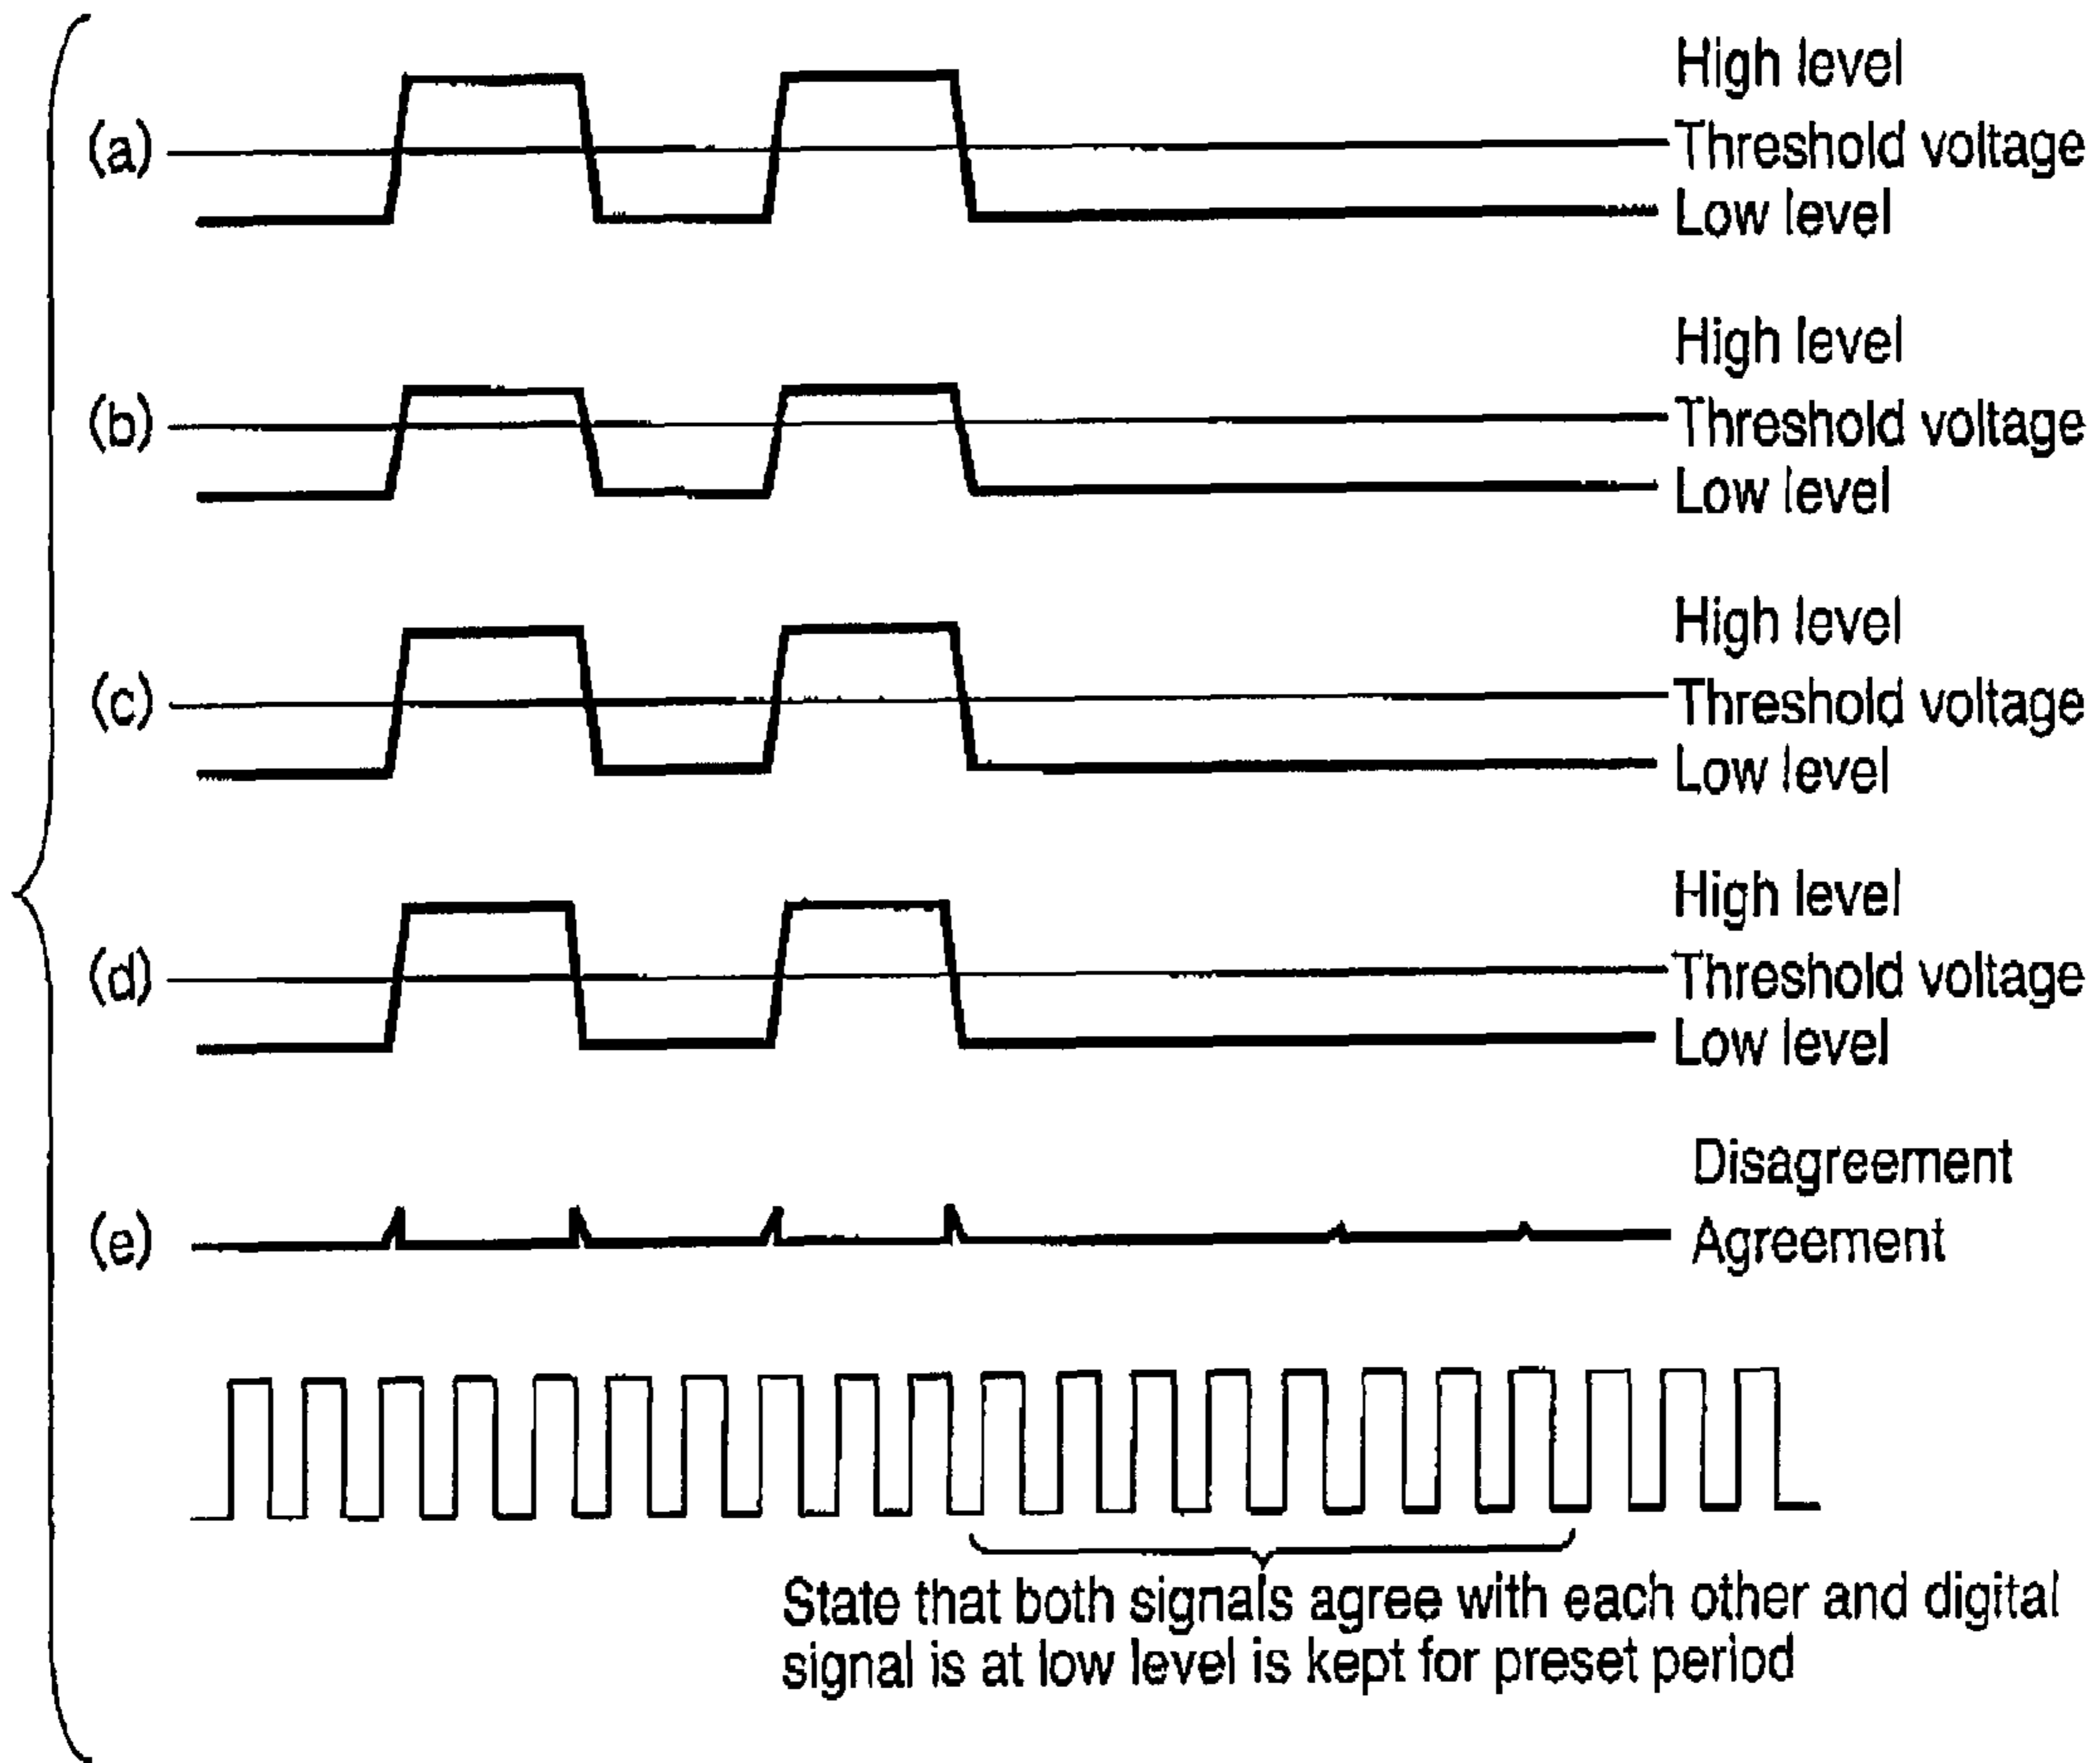 High level
(a) Threshold voltage
Low level
High level
(b) Threshold voltage
Low level
High level
(c) Threshold voltage
Low level
High level
(d) Threshold voltage
Low level
Disagreement
(e) Agreement
State that both signals agree with each other and digital
signal is at low level is kept for preset period